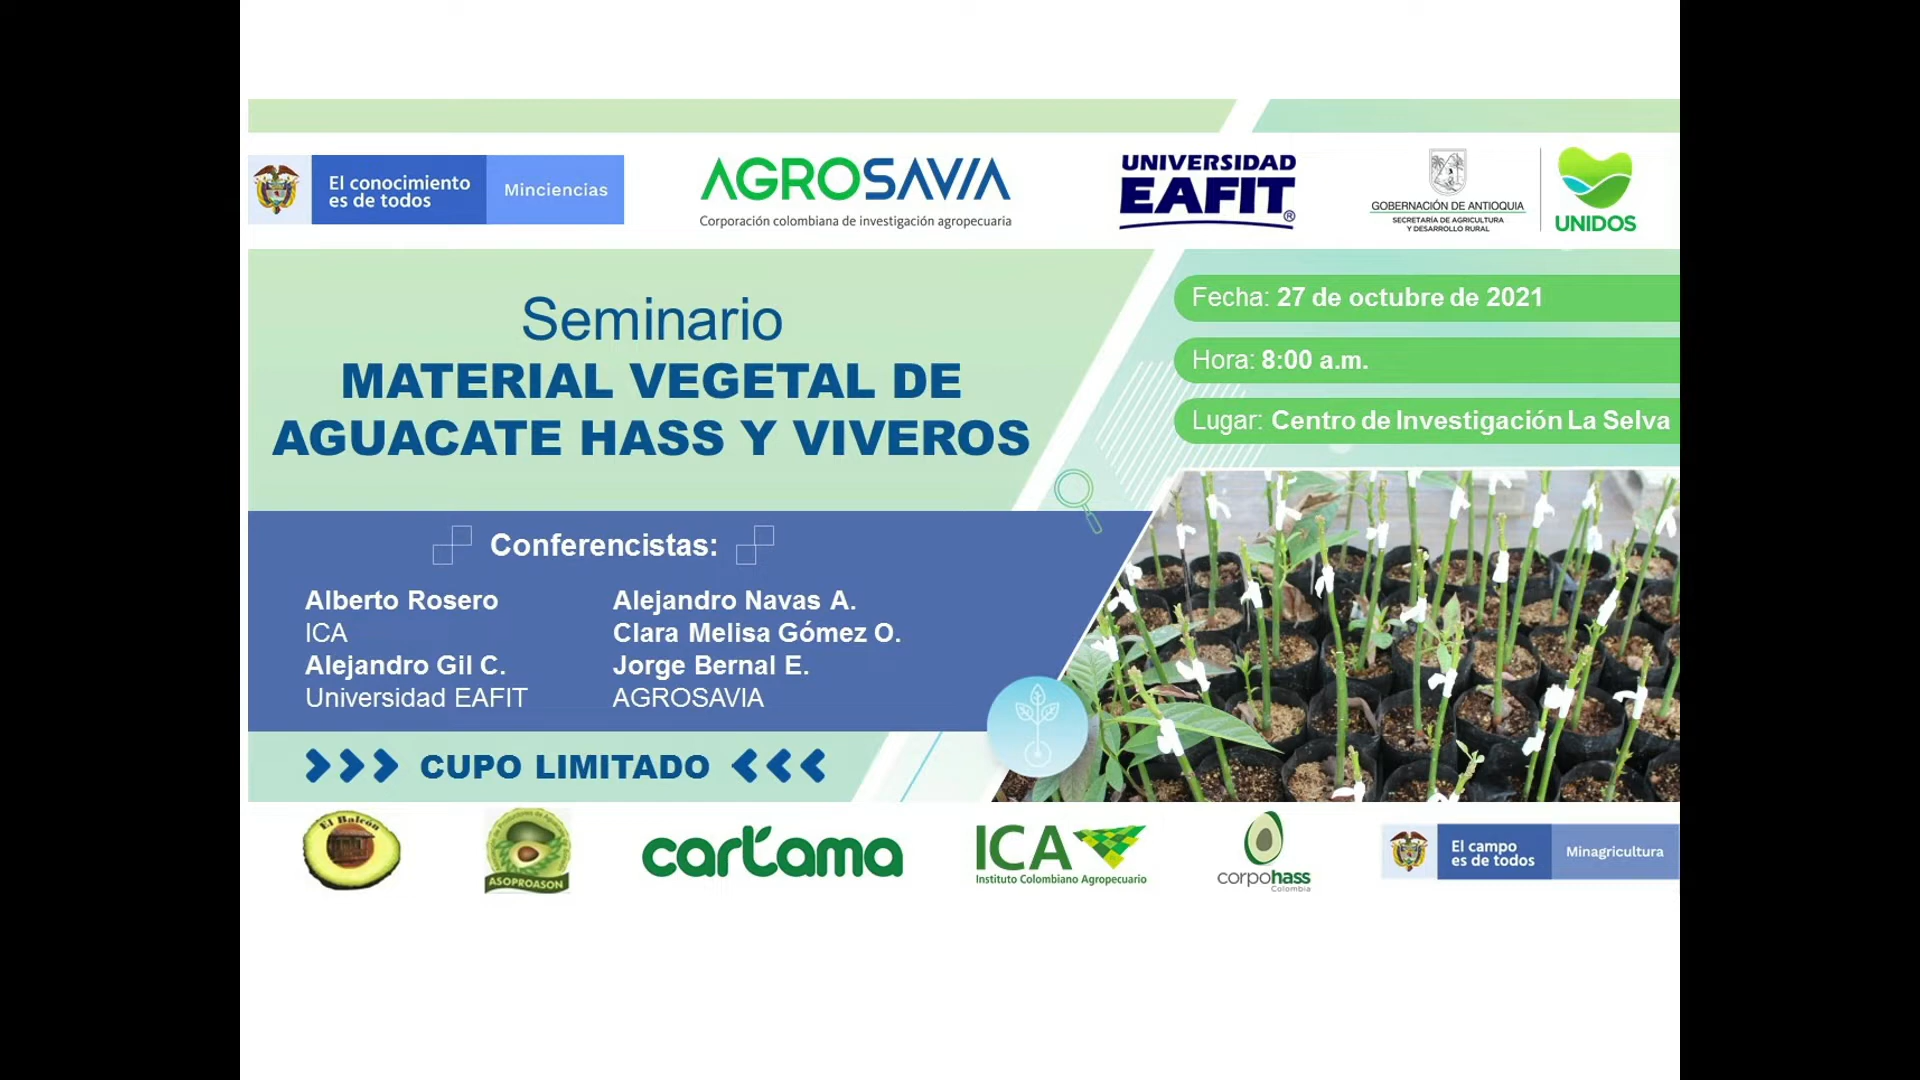 El conocimiento
es de todos
Minciencias
AGROSAVIA
Corporación colombiana de investigación agropecuaria
UNIVERSIDAD
EAFIT®
GOBERNACIÓN DE ANTIOQUIA
SECRETARÍA DE AGRICULTURA
Y DESARROLLO RURAL
UNIDOS
Seminario
MATERIAL VEGETAL DE
AGUACATE HASS Y VIVEROS
Fecha: 27 de octubre de 2021
Hora: 8:00 a.m.
Lugar: Centro de Investigación La Selva
Conferencistas:
Alberto Rosero
ICA
Alejandro Gil C.
Universidad EAFIT
Alejandro Navas A.
Clara Melisa Gómez O.
Jorge Bernal E.
AGROSAVIA
CUPO LIMITADO
El Balcón
ASOPROASON
cartama
ICA
Instituto Colombiano Agropecuario
corpohass
Colombia
El campo
es de todos
Minagricultura